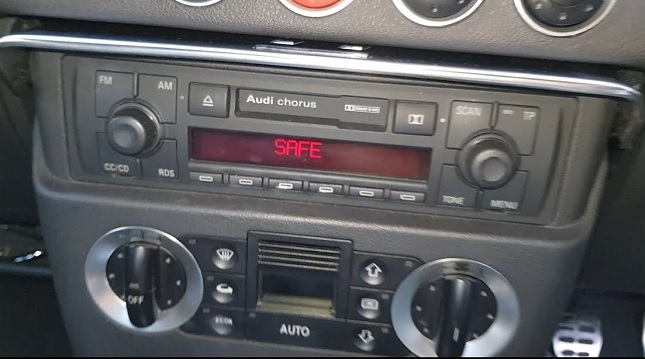 FM
AM
Audi chorus
SCAN
TP
SAFE
CC/CD
RDS
TONE
MENU
OFF
ECON
AUTO